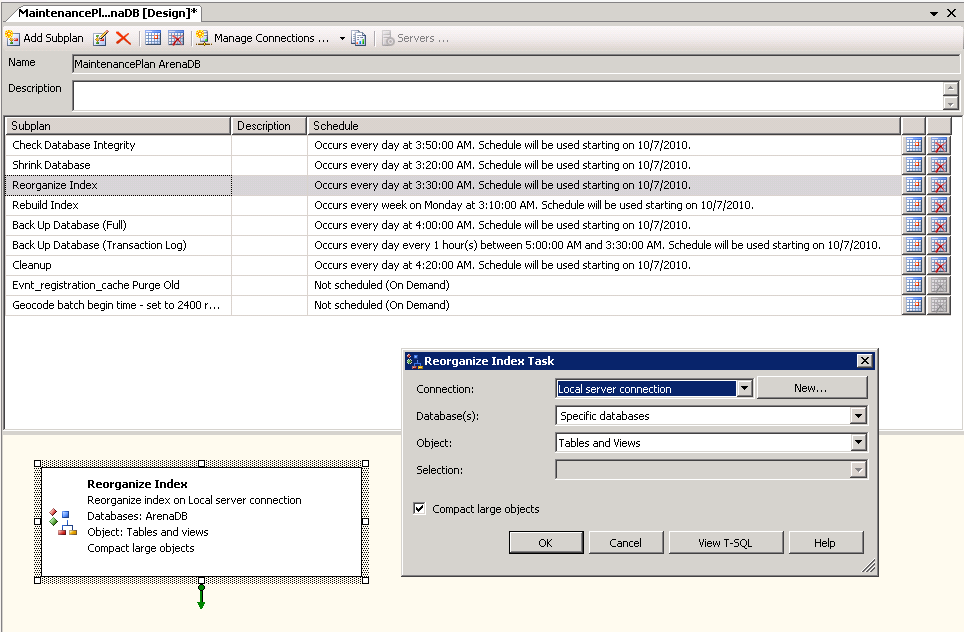 MaintenancePl...naDB [Design]*
Add Subplan
Manage Connections ...
Servers ...
Name
MaintenancePlan ArenaDB
Description
Subplan Description Schedule
Check Database Integrity Occurs every day at 3:50:00 AM. Schedule will be used starting on 10/7/2010.
Shrink Database Occurs every day at 3:20:00 AM. Schedule will be used starting on 10/7/2010.
Reorganize Index Occurs every day at 3:30:00 AM. Schedule will be used starting on 10/7/2010.
Rebuild Index Occurs every week on Monday at 3:10:00 AM. Schedule will be used starting on 10/7/2010.
Back Up Database (Full) Occurs every day at 4:00:00 AM. Schedule will be used starting on 10/7/2010.
Back Up Database (Transaction Log) Occurs every day every 1 hour(s) between 5:00:00 AM and 3:30:00 AM. Schedule will be used starting on 10/7/2010.
Cleanup Occurs every day at 4:20:00 AM. Schedule will be used starting on 10/7/2010.
Evnt_registration_cache Purge Old Not scheduled (On Demand)
Geocode batch begin time - set to 2400 r... Not scheduled (On Demand)
Reorganize Index Task
Connection: Local server connection New...
Database(s): Specific databases
Object: Tables and Views
Selection:
Compact large objects
OK Cancel View T-SQL Help
Reorganize Index
Reorganize index on Local server connection
Databases: ArenaDB
Object: Tables and views
Compact large objects